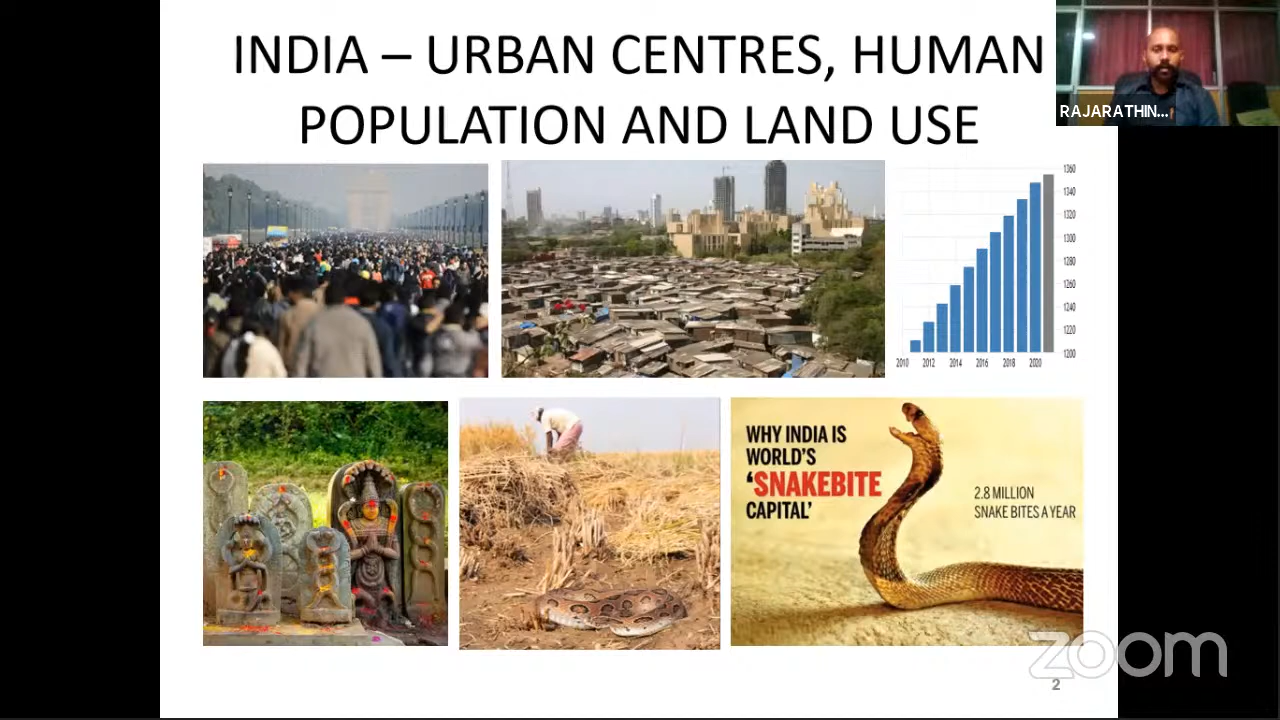 INDIA – URBAN CENTRES, HUMAN
POPULATION AND LAND USE
RAJARATHIN...
1360
1340
1320
1300
1280
1260
1240
1220
1200
2010 2012 2014 2016 2018 2020
WHY INDIA IS
WORLD'S
'SNAKEBITE
CAPITAL'
2.8 MILLION
SNAKE BITES A YEAR
zoom
2